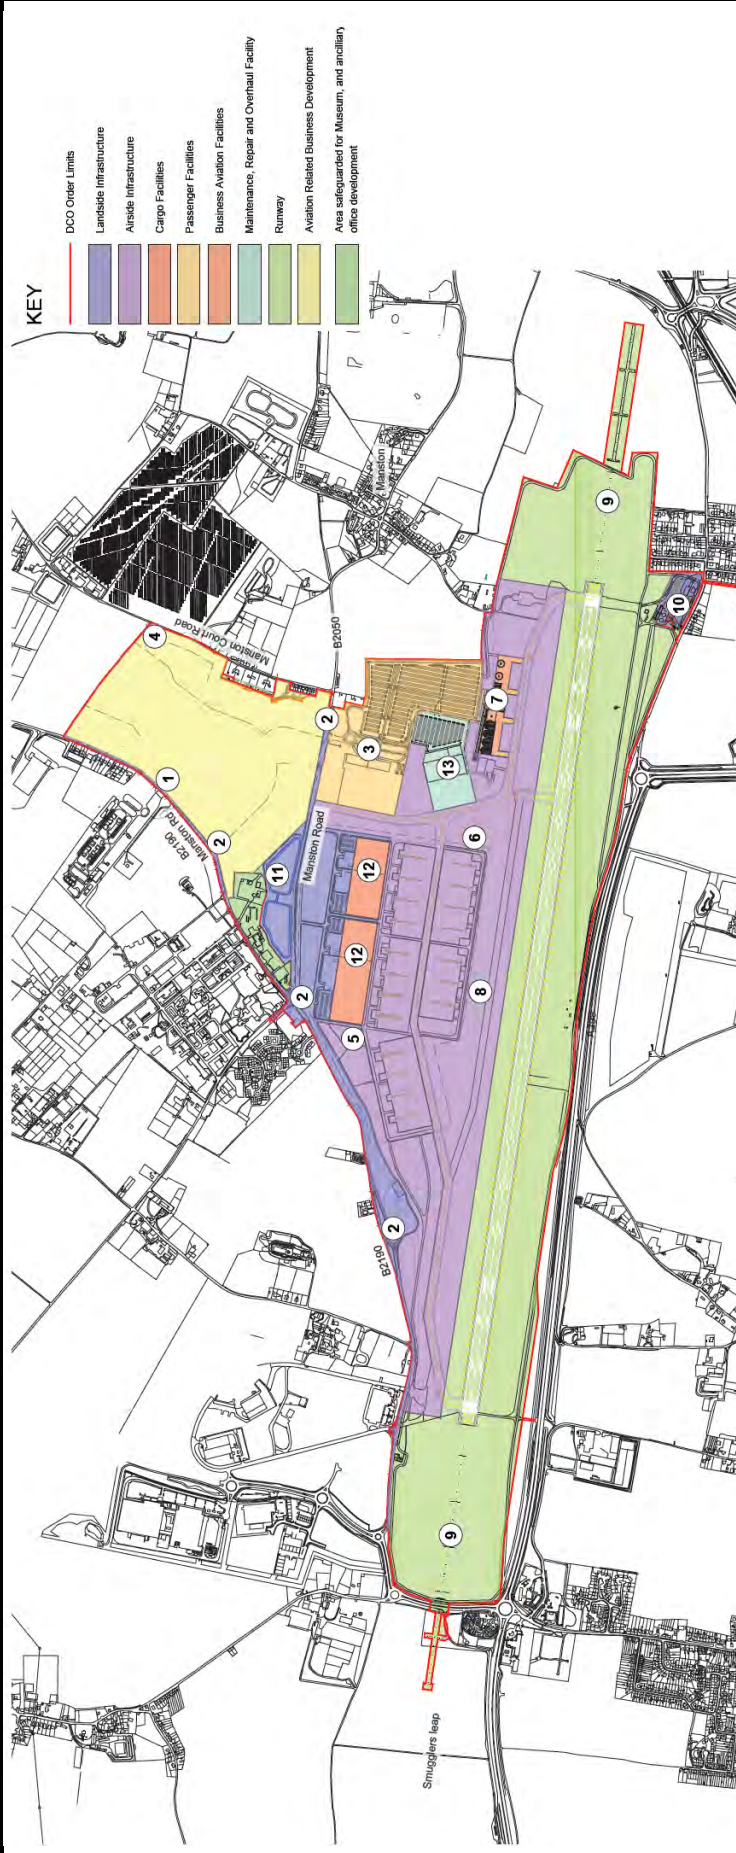 KEY
DCO Order Limits
Landside Infrastructure
Airside Infrastructure
Cargo Facilities
Passenger Facilities
Business Aviation Facilities
Maintenance, Repair and Overhaul Facility
Runway
Aviation Related Business Development
Area safeguarded for Museum, and ancillary
office development
Smugglers leap
9
B2190
2
5
2
12
12
8
11
Manston Road
6
2
B2190
Manston Rd
1
13
3
2
7
B2050
4
Manston Court Road
Manston
10
9